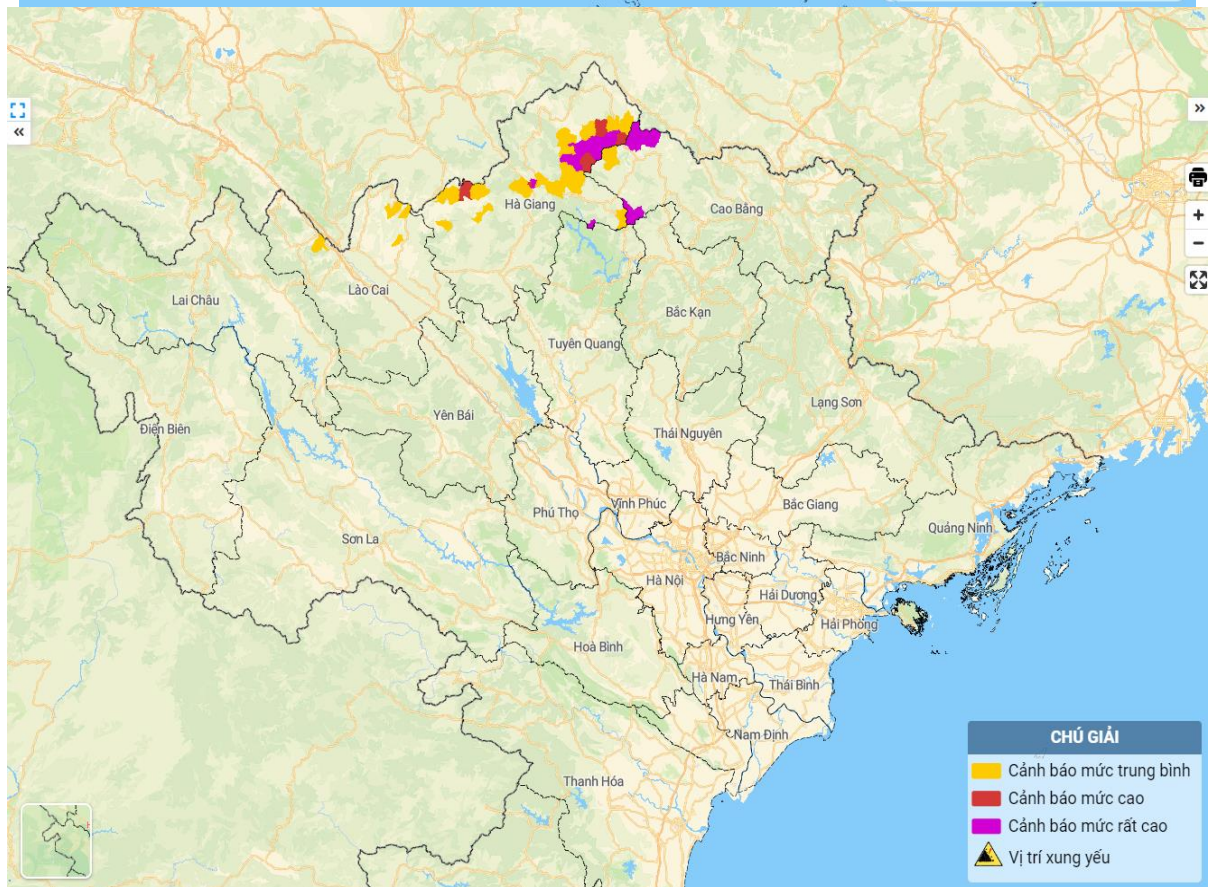 «
»
+
−
Hà Giang
Cao Bằng
Lào Cai
Lai Châu
Bắc Kạn
Tuyên Quang
Yên Bái
Lạng Sơn
Điện Biên
Thái Nguyên
Phú Thọ
Vĩnh Phúc
Bắc Giang
Quảng Ninh
Sơn La
Bắc Ninh
Hà Nội
Hải Dương
Hưng Yên
Hải Phòng
Hoà Bình
Hà Nam
Thái Bình
Nam Định
Thanh Hóa
CHÚ GIẢI
Cảnh báo mức trung bình
Cảnh báo mức cao
Cảnh báo mức rất cao
Vị trí xung yếu